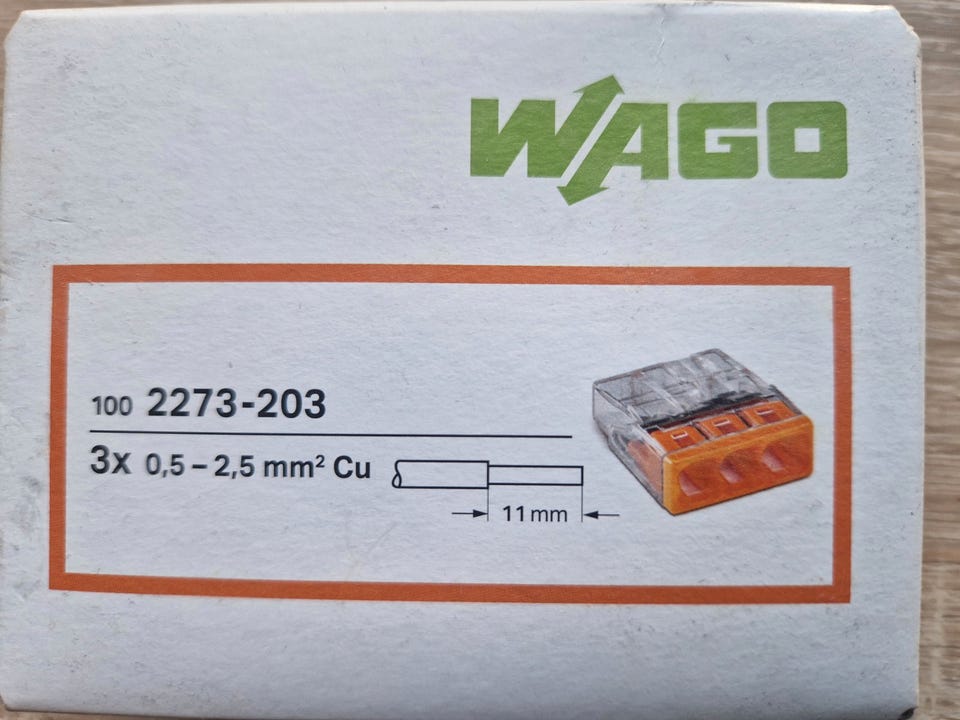 WAGO
100 2273-203
3x 0,5 – 2,5 mm² Cu
11 mm